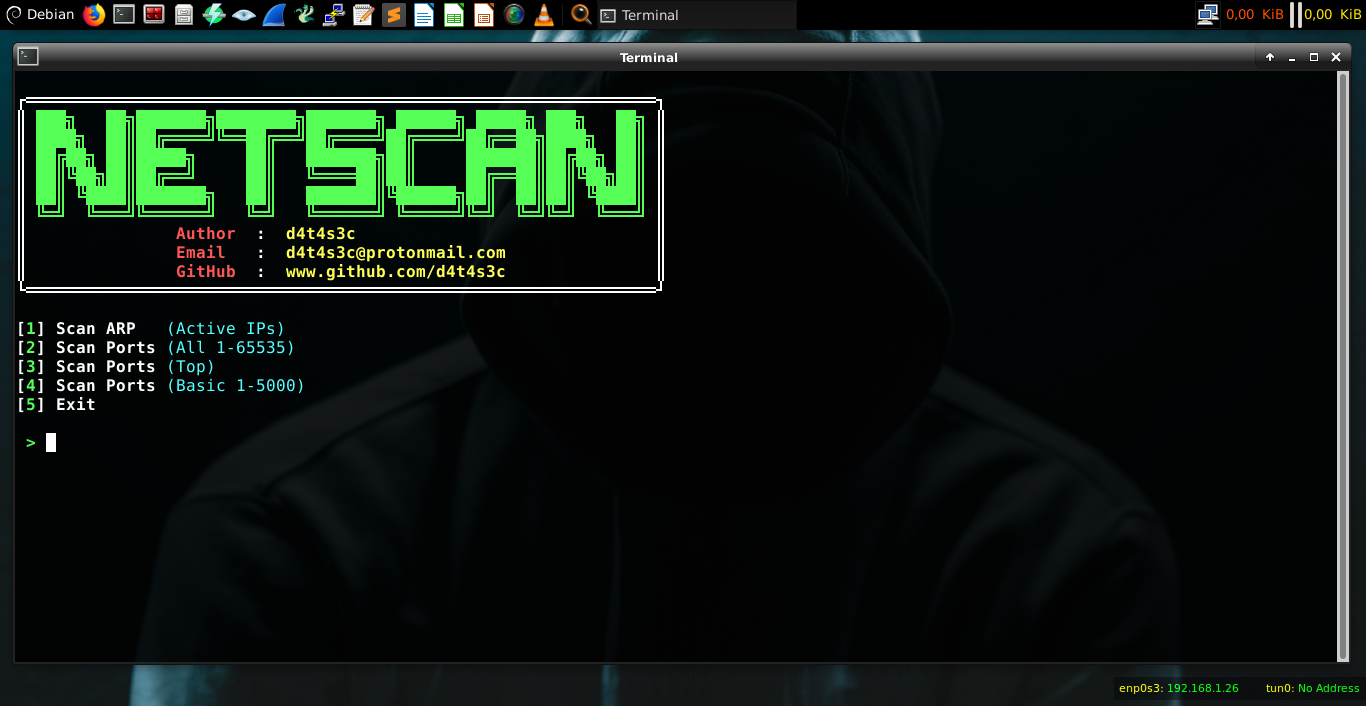 Debian
Terminal
0,00 KiB
0,00 KiB
Terminal
NETSCAN
Author : d4t4s3c
Email : d4t4s3c@protonmail.com
GitHub : www.github.com/d4t4s3c
[1] Scan ARP (Active IPs)
[2] Scan Ports (All 1-65535)
[3] Scan Ports (Top)
[4] Scan Ports (Basic 1-5000)
[5] Exit
>
enp0s3: 192.168.1.26 tun0: No Address